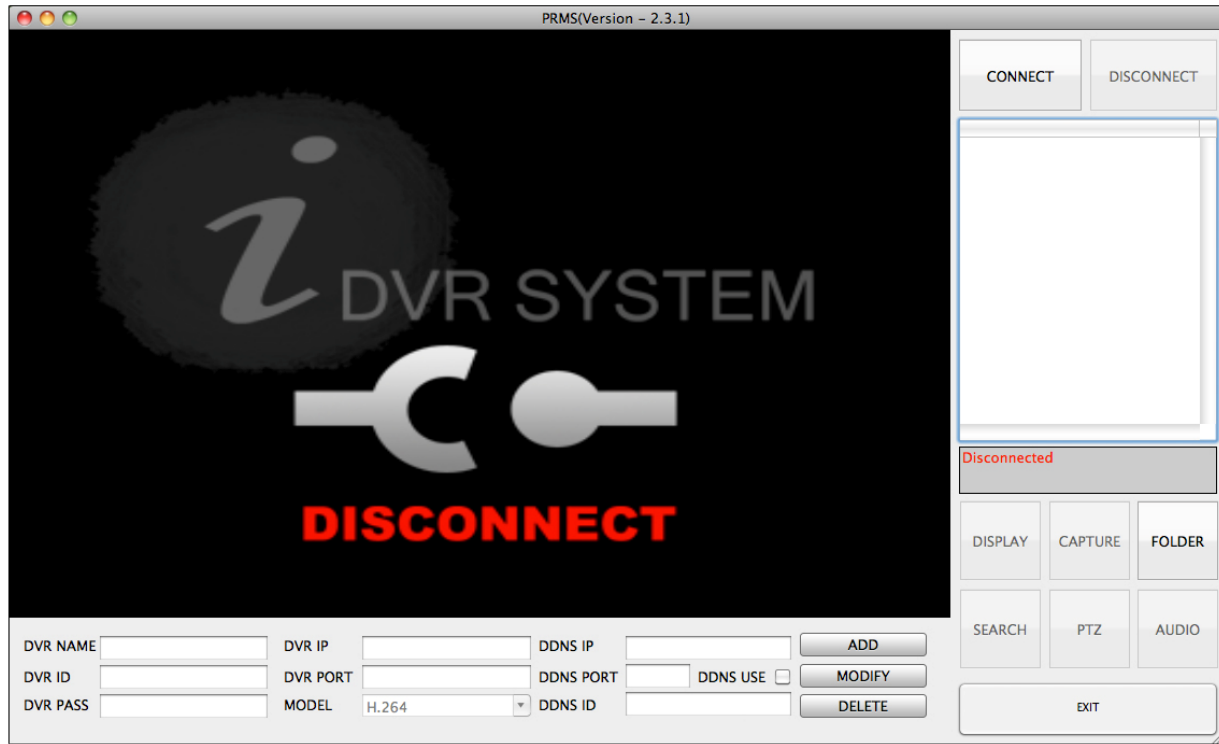 PRMS(Version - 2.3.1)
CONNECT
DISCONNECT
i DVR SYSTEM
DISCONNECT
Disconnected
DISPLAY
CAPTURE
FOLDER
SEARCH
PTZ
AUDIO
EXIT
DVR NAME
DVR IP
DDNS IP
ADD
DVR ID
DVR PORT
DDNS PORT
DDNS USE
MODIFY
DVR PASS
MODEL
H.264
DDNS ID
DELETE